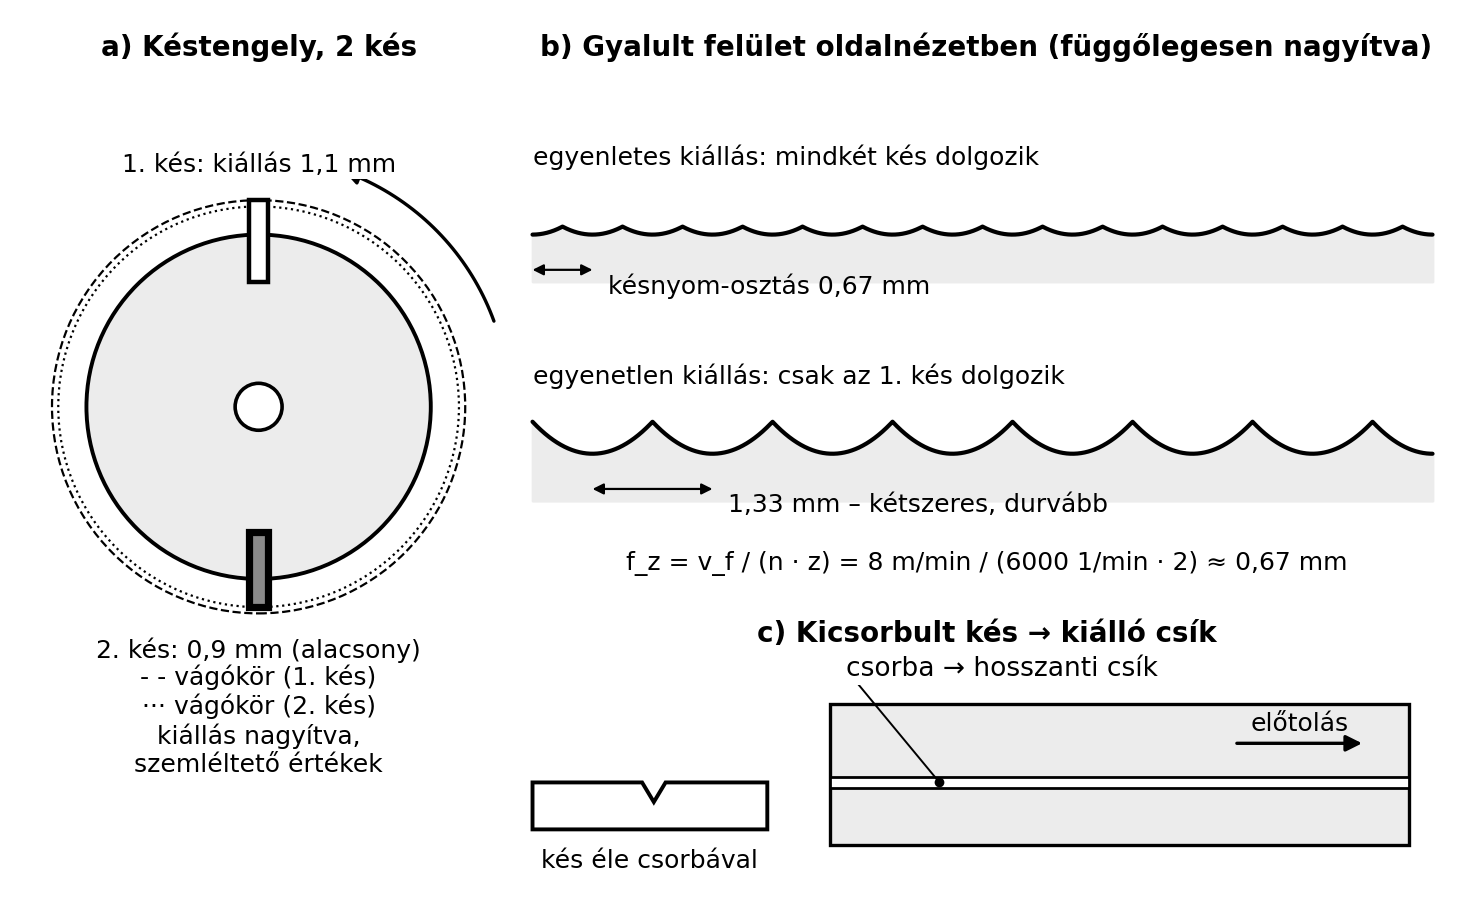 a) Késtengely, 2 kés
1. kés: kiállás 1,1 mm
2. kés: 0,9 mm (alacsony)
- - vágókör (1. kés)
··· vágókör (2. kés)
kiállás nagyítva,
szemléltető értékek
b) Gyalult felület oldalnézetben (függőlegesen nagyítva)
egyenletes kiállás: mindkét kés dolgozik
késnyom-osztás 0,67 mm
egyenetlen kiállás: csak az 1. kés dolgozik
1,33 mm – kétszeres, durvább
f_z = v_f / (n · z) = 8 m/min / (6000 1/min · 2) ≈ 0,67 mm
c) Kicsorbult kés → kiálló csík
csorba → hosszanti csík
előtolás
kés éle csorbával